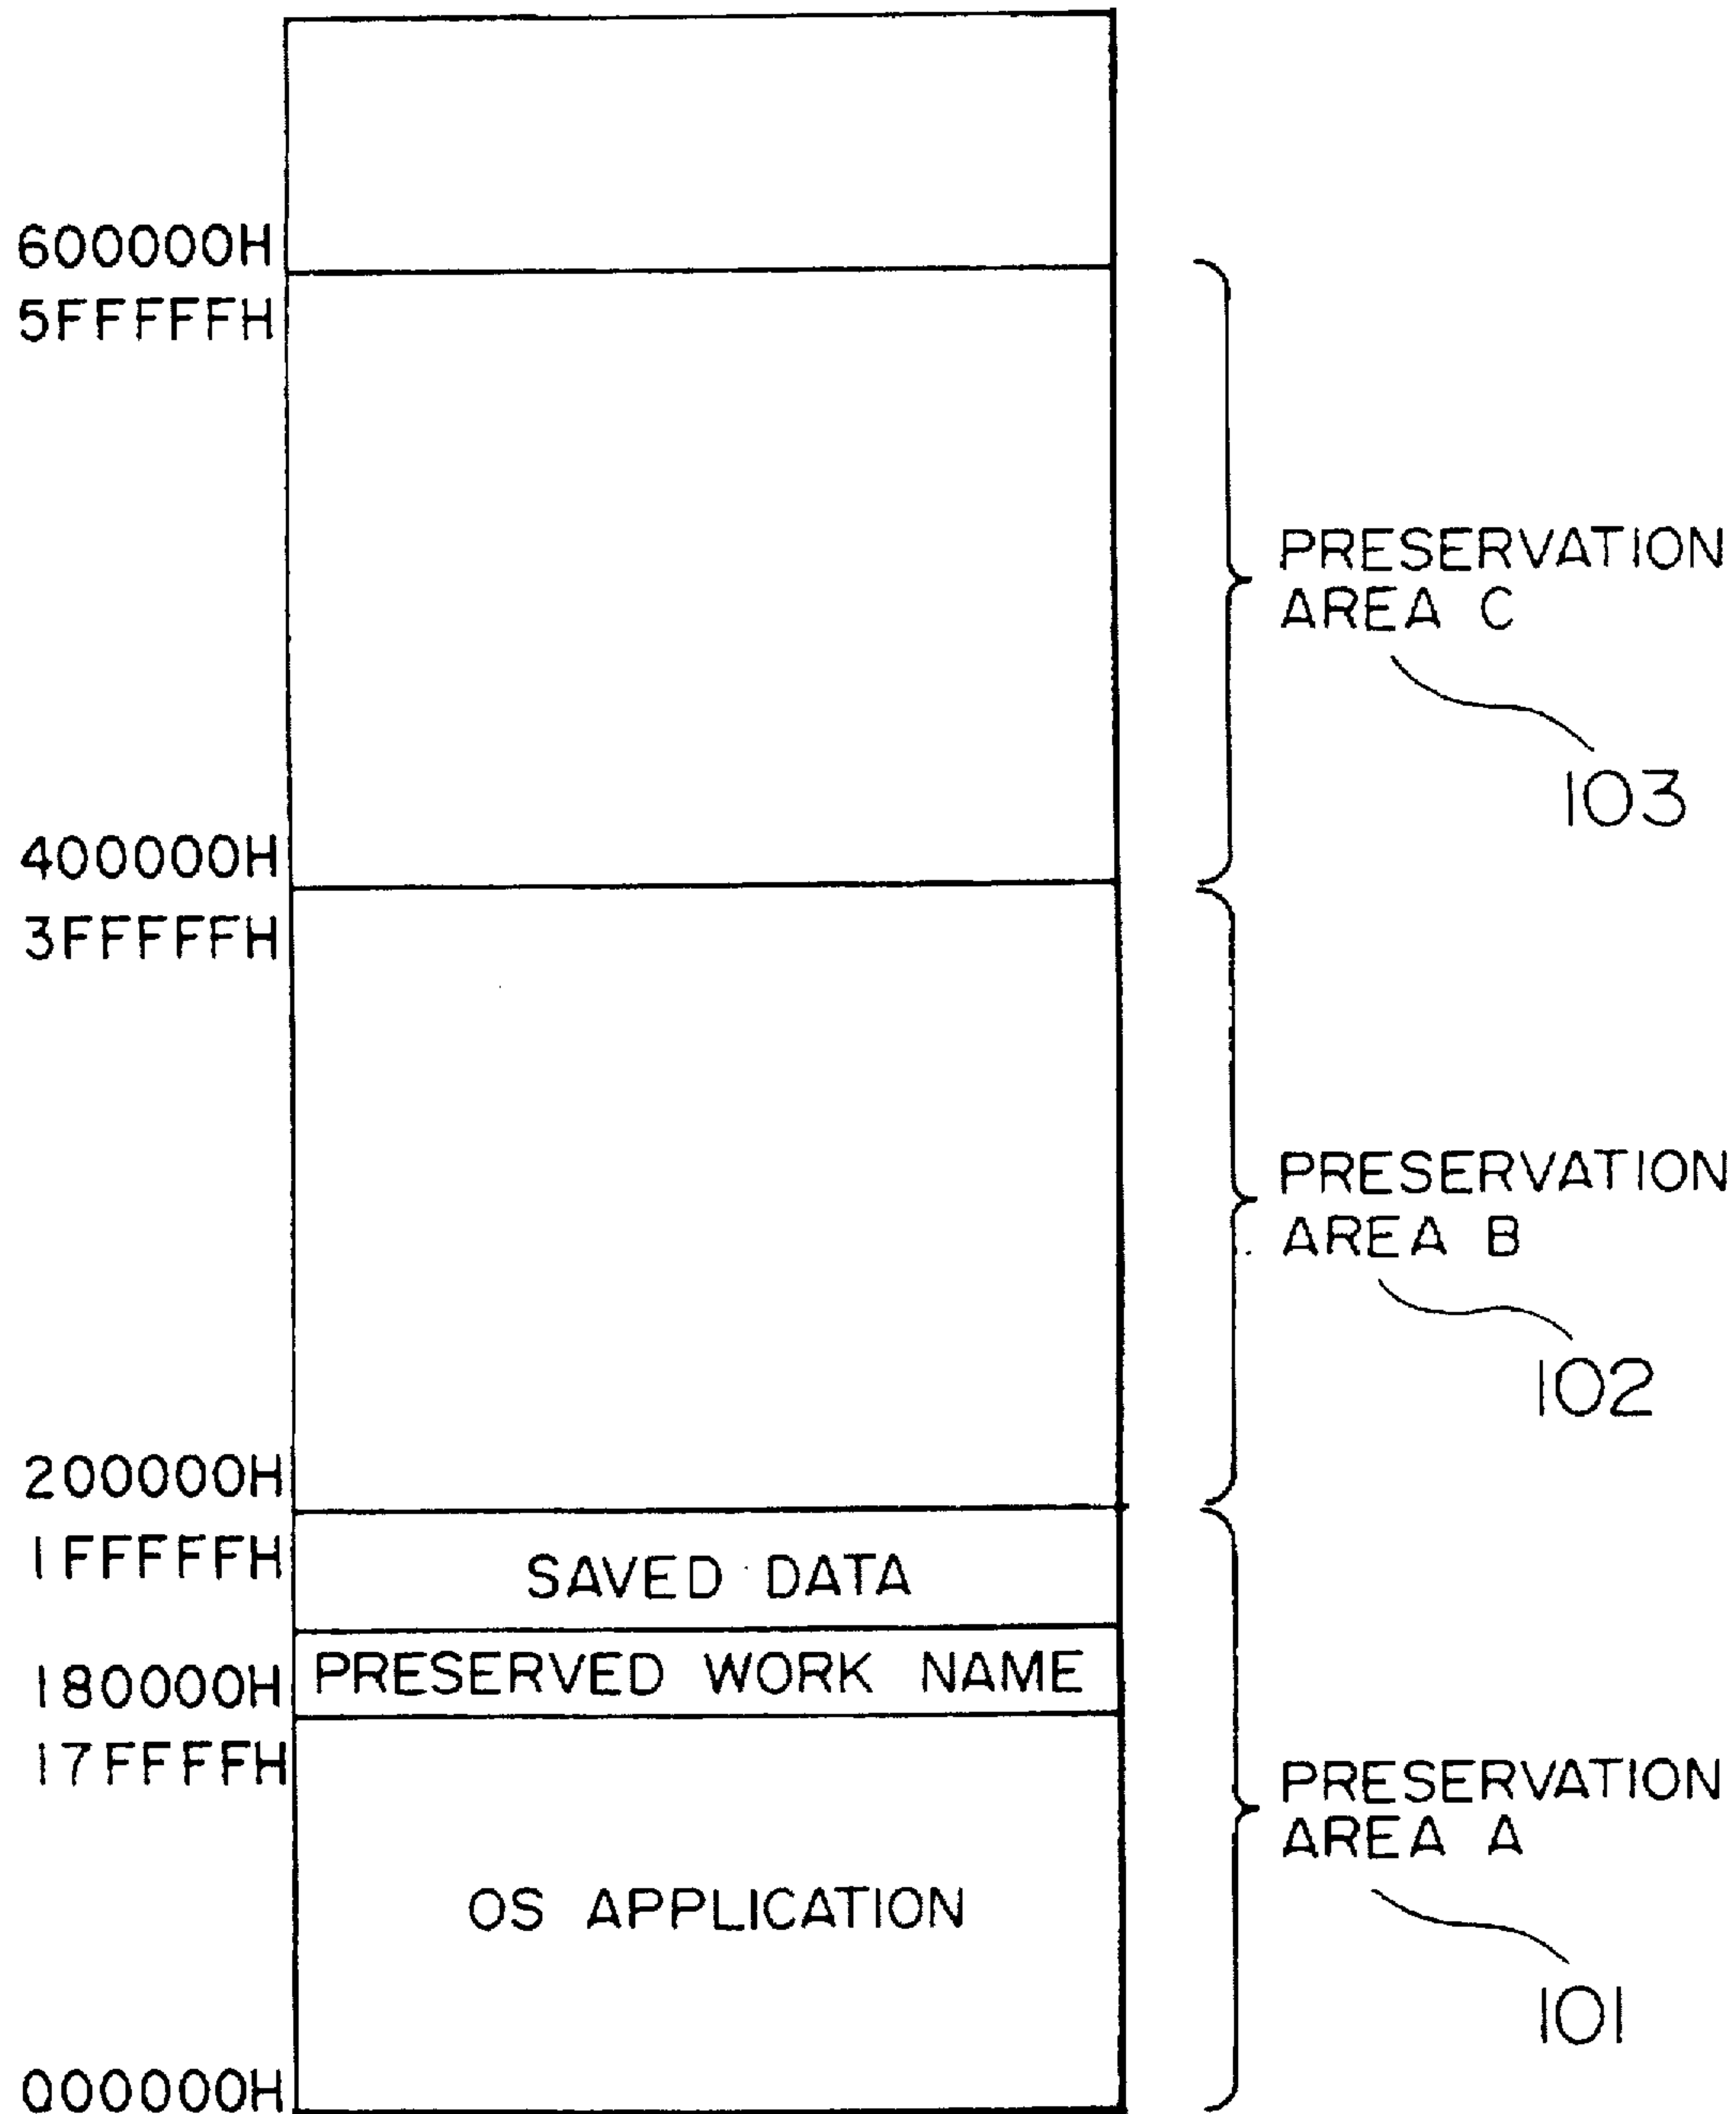 600000H
5FFFFFH
PRESERVATION
AREA C
103
400000H
3FFFFFH
PRESERVATION
AREA B
102
200000H
1FFFFFH
SAVED DATA
180000H
PRESERVED WORK NAME
17FFFFH
PRESERVATION
AREA A
OS APPLICATION
101
000000H